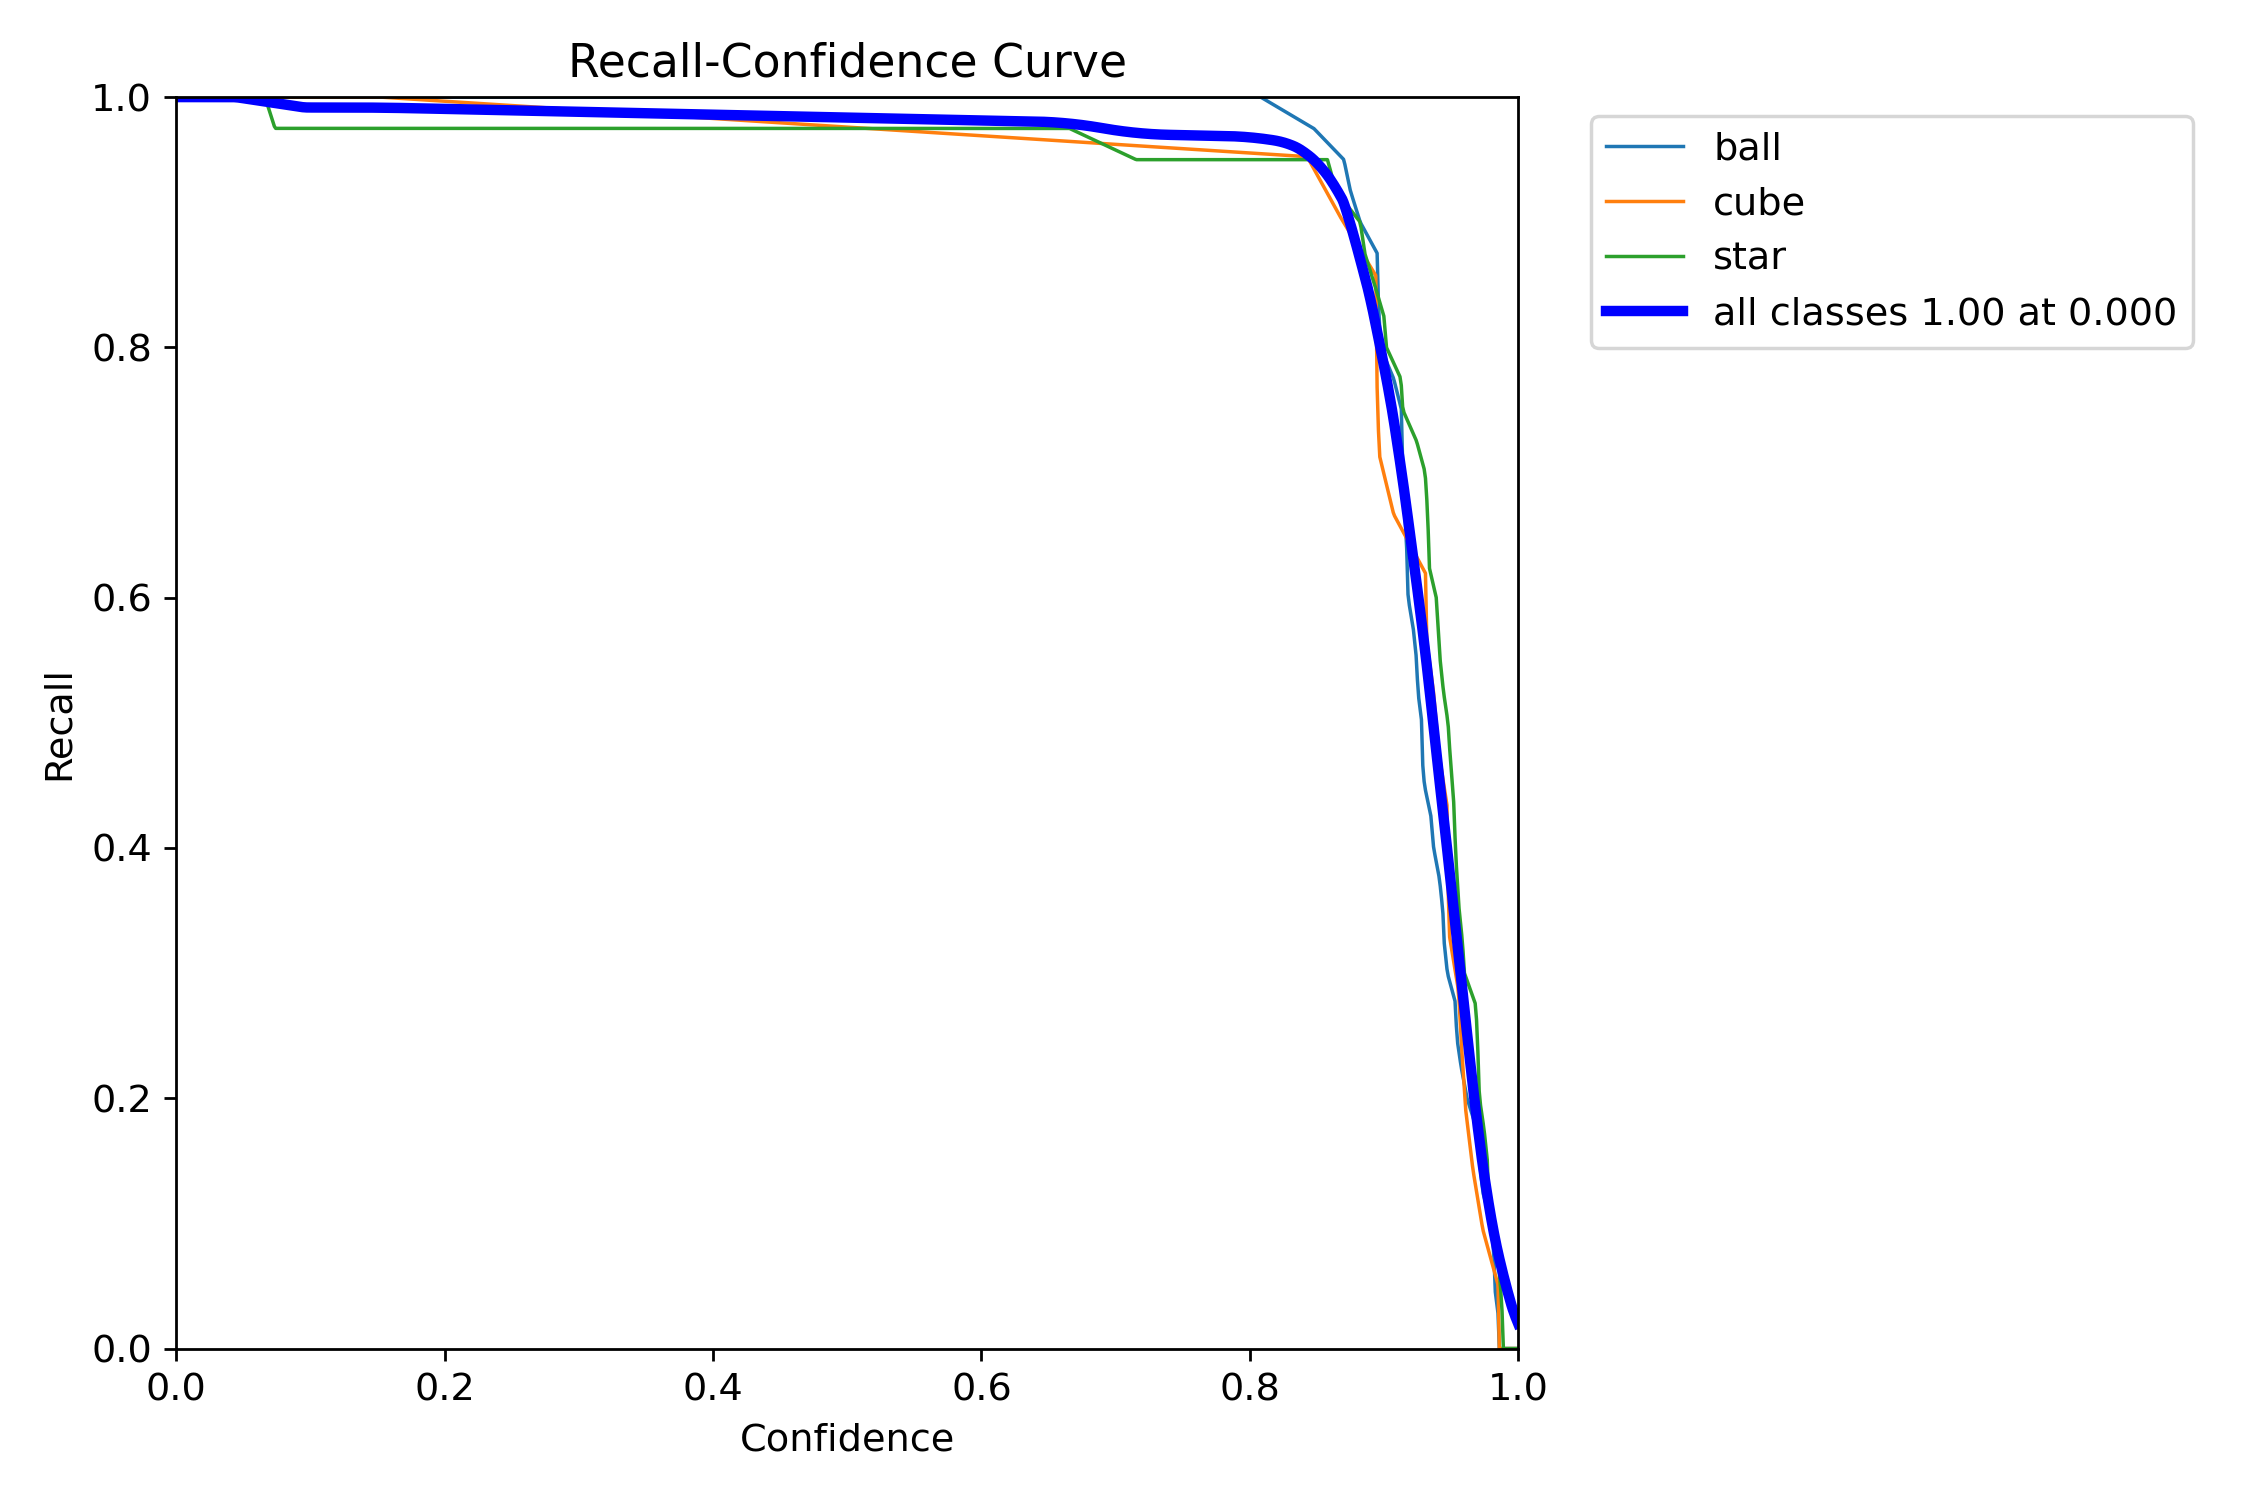 Recall-Confidence Curve
1.0
0.8
0.6
0.4
0.2
0.0
Recall
0.0 0.2 0.4 0.6 0.8 1.0
Confidence
ball
cube
star
all classes 1.00 at 0.000